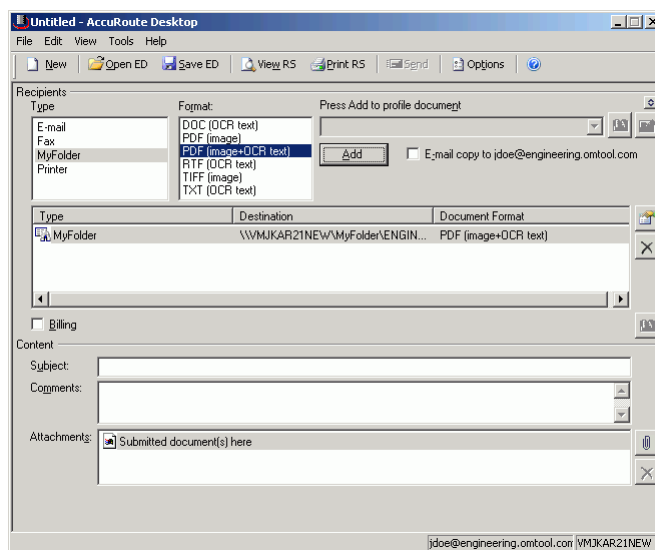 Untitled - AccuRoute Desktop
File Edit View Tools Help
New Open ED Save ED View RS Print RS Send Options
Recipients
Type Format: Press Add to profile document
E-mail
Fax
MyFolder
Printer
DOC (OCR text)
PDF (image)
PDF (image+OCR text)
RTF (OCR text)
TIFF (image)
TXT (OCR text)
Add E-mail copy to jdoe@engineering.omtool.com
Type Destination Document Format
MyFolder \\VMJKAR21NEW\MyFolder\ENGIN... PDF (image+OCR text)
Billing
Content
Subject:
Comments:
Attachments: Submitted document(s) here
jdoe@engineering.omtool.com VMJKAR21NEW